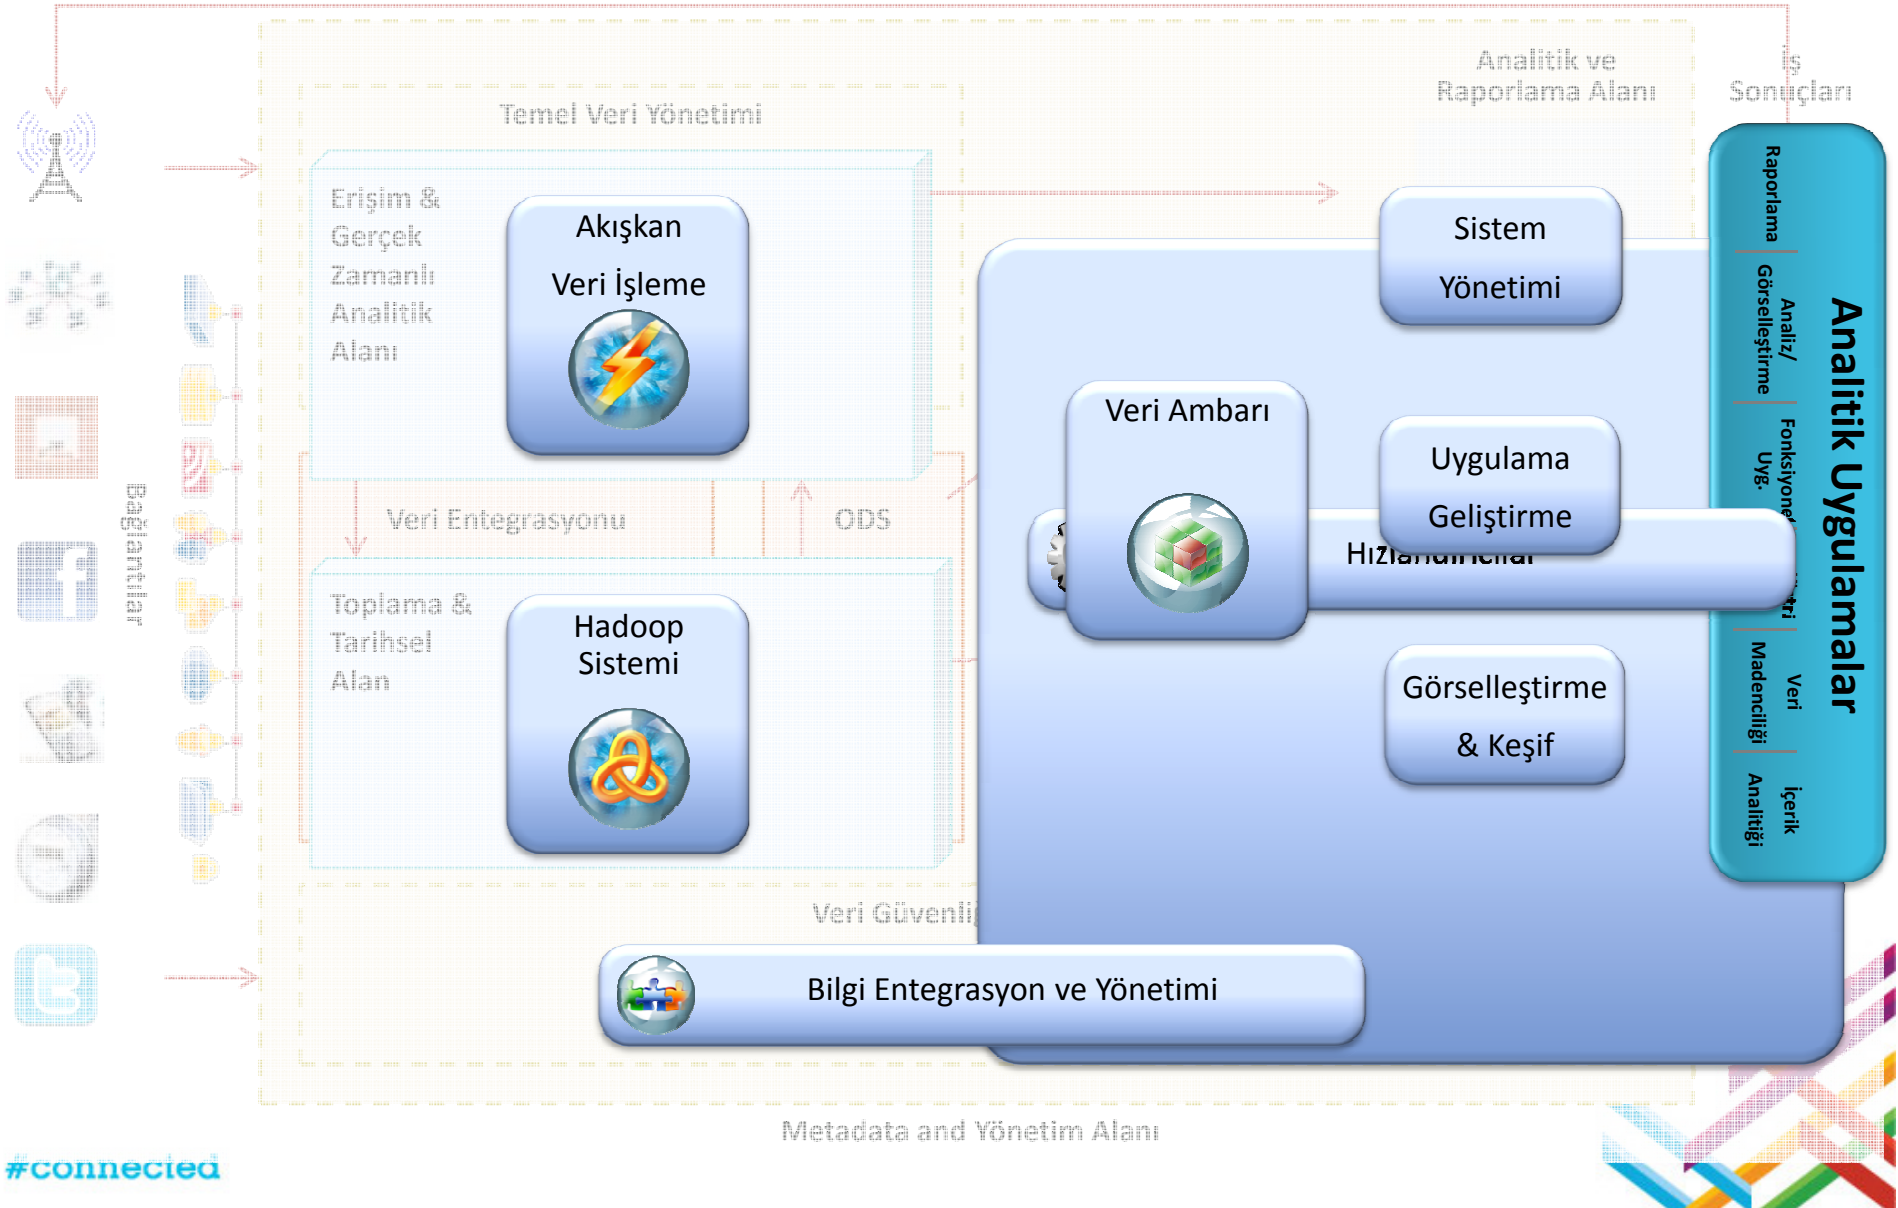 Analitik ve
Raporlama Alanı
İş
Sonuçları
Temel Veri Yönetimi
Erişim &
Gerçek
Zamanlı
Analitik
Alanı
Akışkan
Veri İşleme
Sistem
Yönetimi
Veri Ambarı
Uygulama
Geliştirme
Veri Entegrasyonu
ODS
Toplama &
Tarihsel
Alan
Hadoop
Sistemi
Görselleştirme
& Keşif
Analitik Uygulamalar
Raporlama
Analiz/
Görselleştirme
Uyg.
Veri
Madenciliği
İçerik
Analitiği
Bilgi Entegrasyon ve Yönetimi
Metadata and Yönetim Alanı
#connected